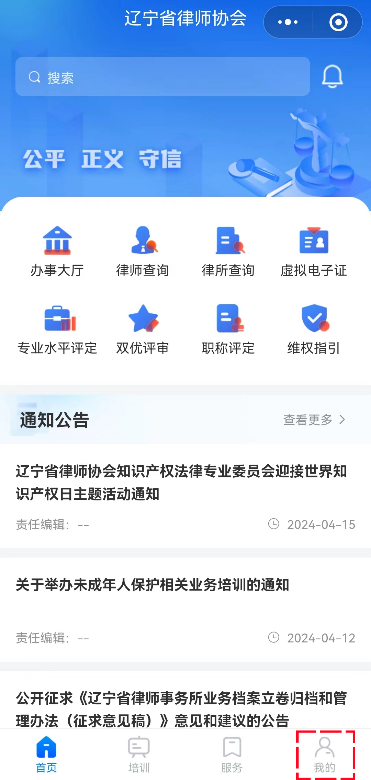 辽宁省律师协会
搜索
公平 正义 守信
办事大厅
律师查询
律所查询
虚拟电子证
专业水平评定
双优评审
职称评定
维权指引
通知公告
查看更多
辽宁省律师协会知识产权法律专业委员会迎接世界知
识产权日主题活动通知
责任编辑： --
2024-04-15
关于举办未成年人保护相关业务培训的通知
责任编辑： --
2024-04-12
公开征求《辽宁省律师事务所业务档案立卷归档和管
理办法（征求意见稿）》意见和建议的公告
首页
培训
服务
我的